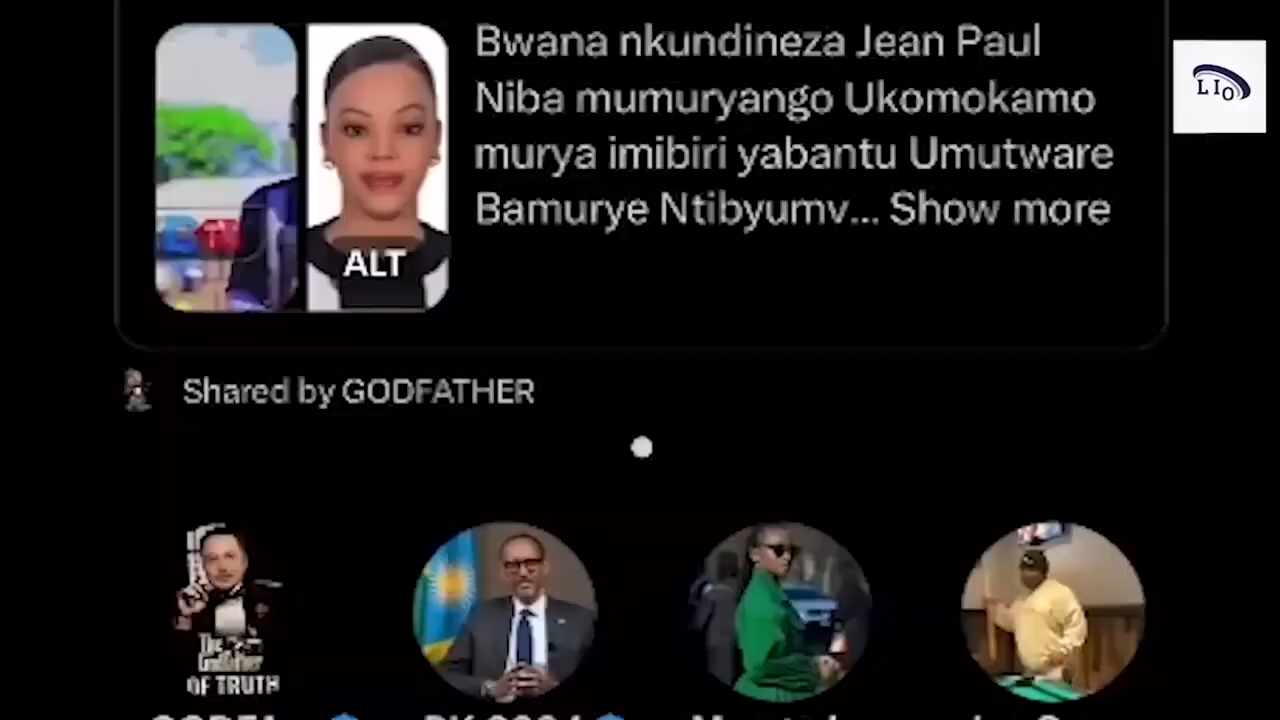 Bwana nkundineza Jean Paul
Niba mumuryango Ukomokamo
murya imibiri yabantu Umutware
Bamurye Ntibyumv... Show more
LIO
ALT
Shared by GODFATHER
The
Godfather
OF TRUTH